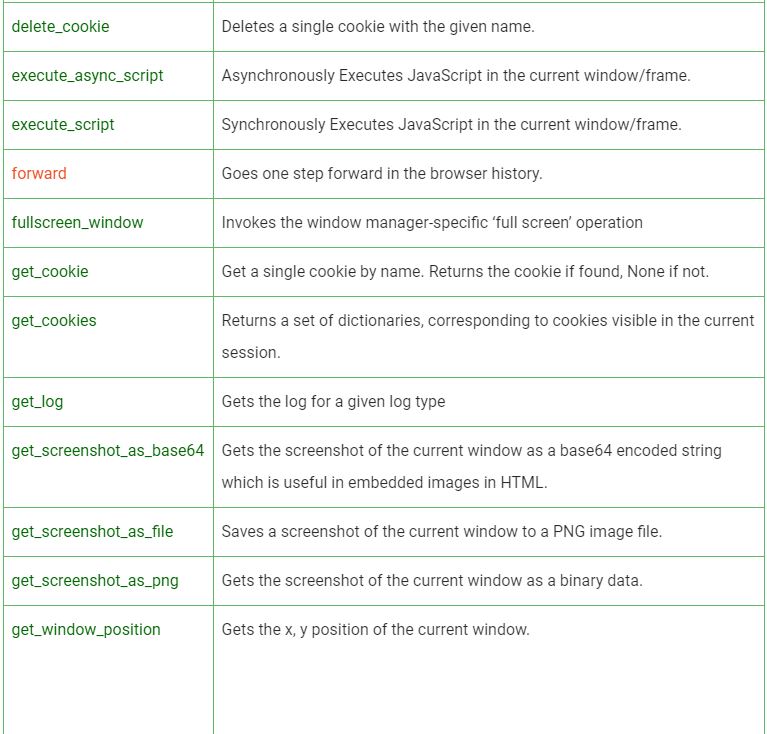 delete_cookie Deletes a single cookie with the given name.
execute_async_script Asynchronously Executes JavaScript in the current window/frame.
execute_script Synchronously Executes JavaScript in the current window/frame.
forward Goes one step forward in the browser history.
fullscreen_window Invokes the window manager-specific ‘full screen’ operation
get_cookie Get a single cookie by name. Returns the cookie if found, None if not.
get_cookies Returns a set of dictionaries, corresponding to cookies visible in the current
session.
get_log Gets the log for a given log type
get_screenshot_as_base64 Gets the screenshot of the current window as a base64 encoded string
which is useful in embedded images in HTML.
get_screenshot_as_file Saves a screenshot of the current window to a PNG image file.
get_screenshot_as_png Gets the screenshot of the current window as a binary data.
get_window_position Gets the x, y position of the current window.